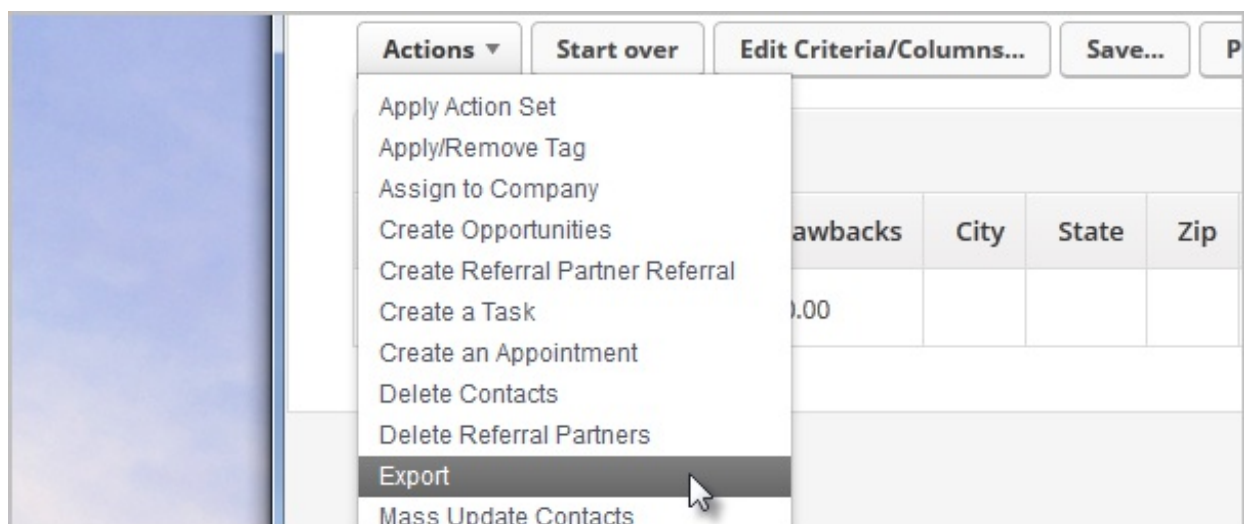 Actions Start over Edit Criteria/Columns... Save... P
Apply Action Set
Apply/Remove Tag
Assign to Company
Create Opportunities
awbacks City State Zip
Create Referral Partner Referral
Create a Task
0.00
Create an Appointment
Delete Contacts
Delete Referral Partners
Export
Mass Update Contacts